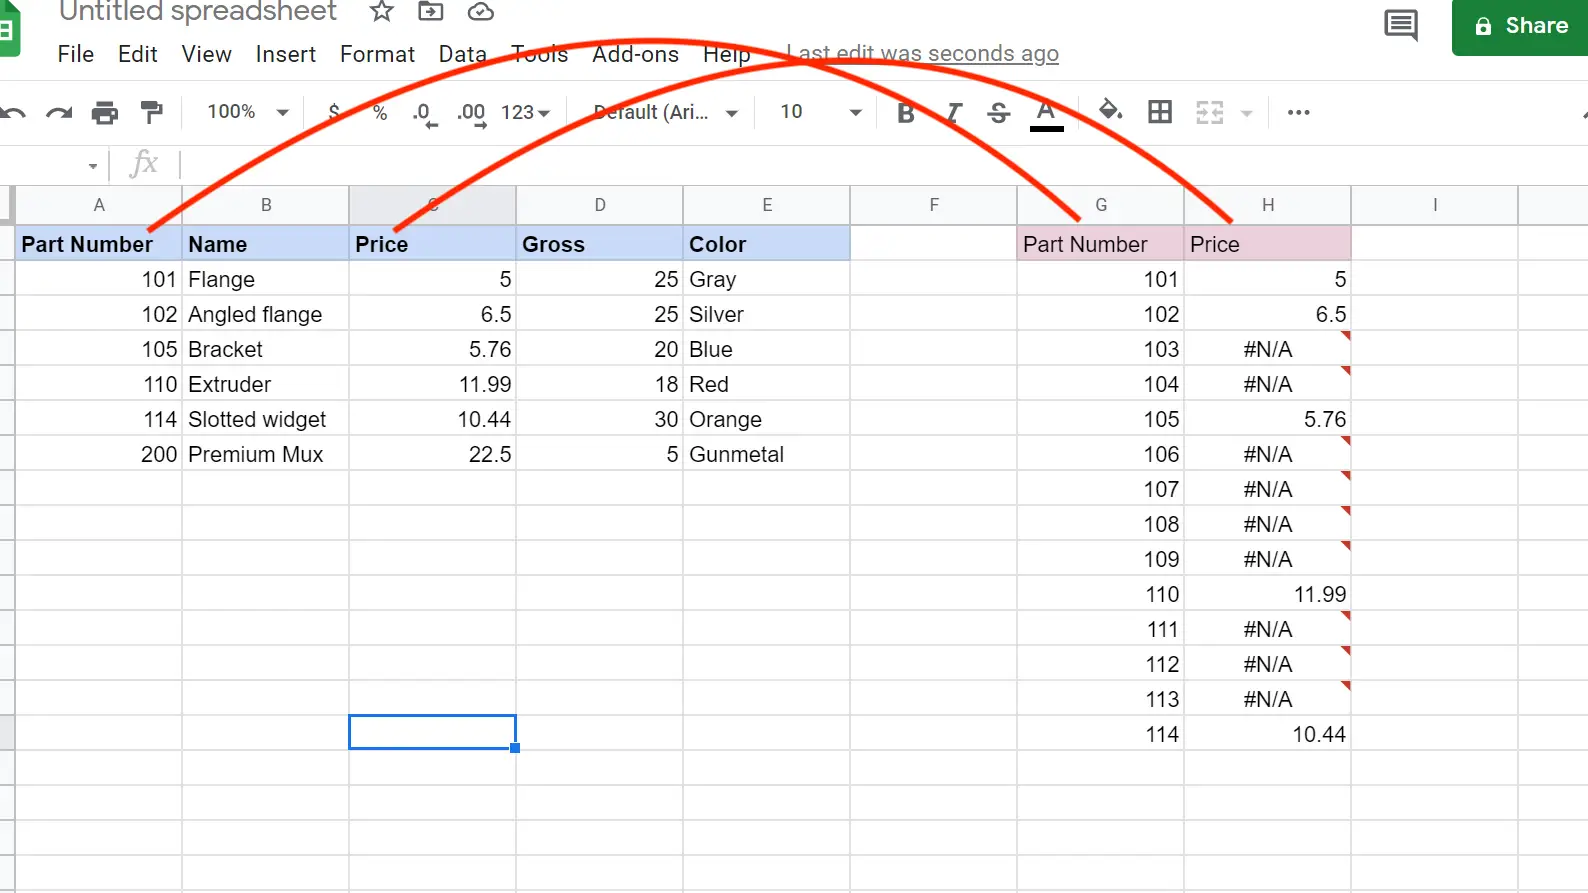 Untitled spreadsheet
File Edit View Insert Format Data Tools Add-ons Help Last edit was seconds ago Share
100% $ % .0 .00 123 Default (Ari... 10 B I S A
fx
A B C D E F G H I
Part Number Name Price Gross Color Part Number Price
101 Flange 5 25 Gray 101 5
102 Angled flange 6.5 25 Silver 102 6.5
105 Bracket 5.76 20 Blue 103 #N/A
110 Extruder 11.99 18 Red 104 #N/A
114 Slotted widget 10.44 30 Orange 105 5.76
200 Premium Mux 22.5 5 Gunmetal 106 #N/A
107 #N/A
108 #N/A
109 #N/A
110 11.99
111 #N/A
112 #N/A
113 #N/A
114 10.44